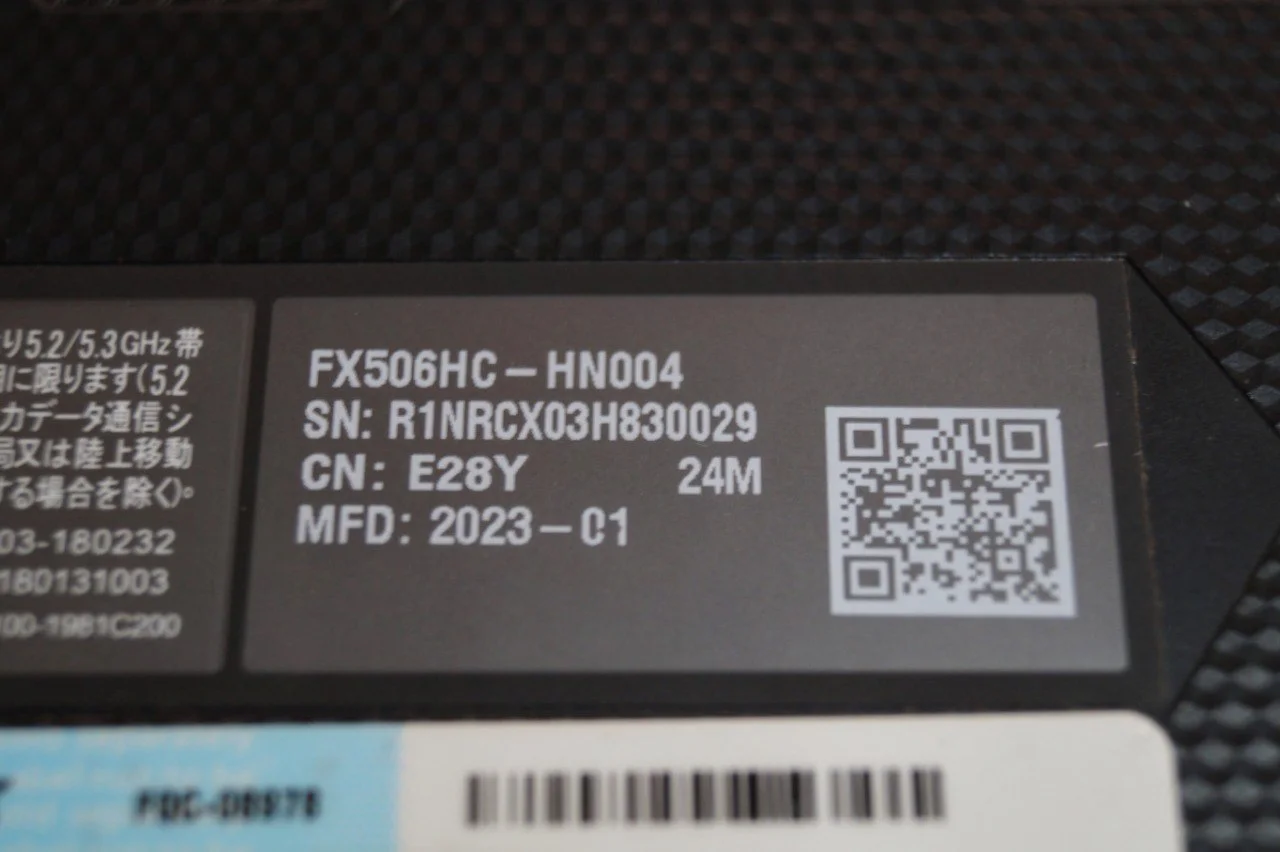 り5.2/5.3GHz帯
に限ります(5.2
カデータ通信シ
局又は陸上移動
する場合を除く)。
03-180232
180131003
00-1981C200
FX506HC-HN004
SN: R1NRCX03H830029
CN: E28Y 24M
MFD: 2023-01